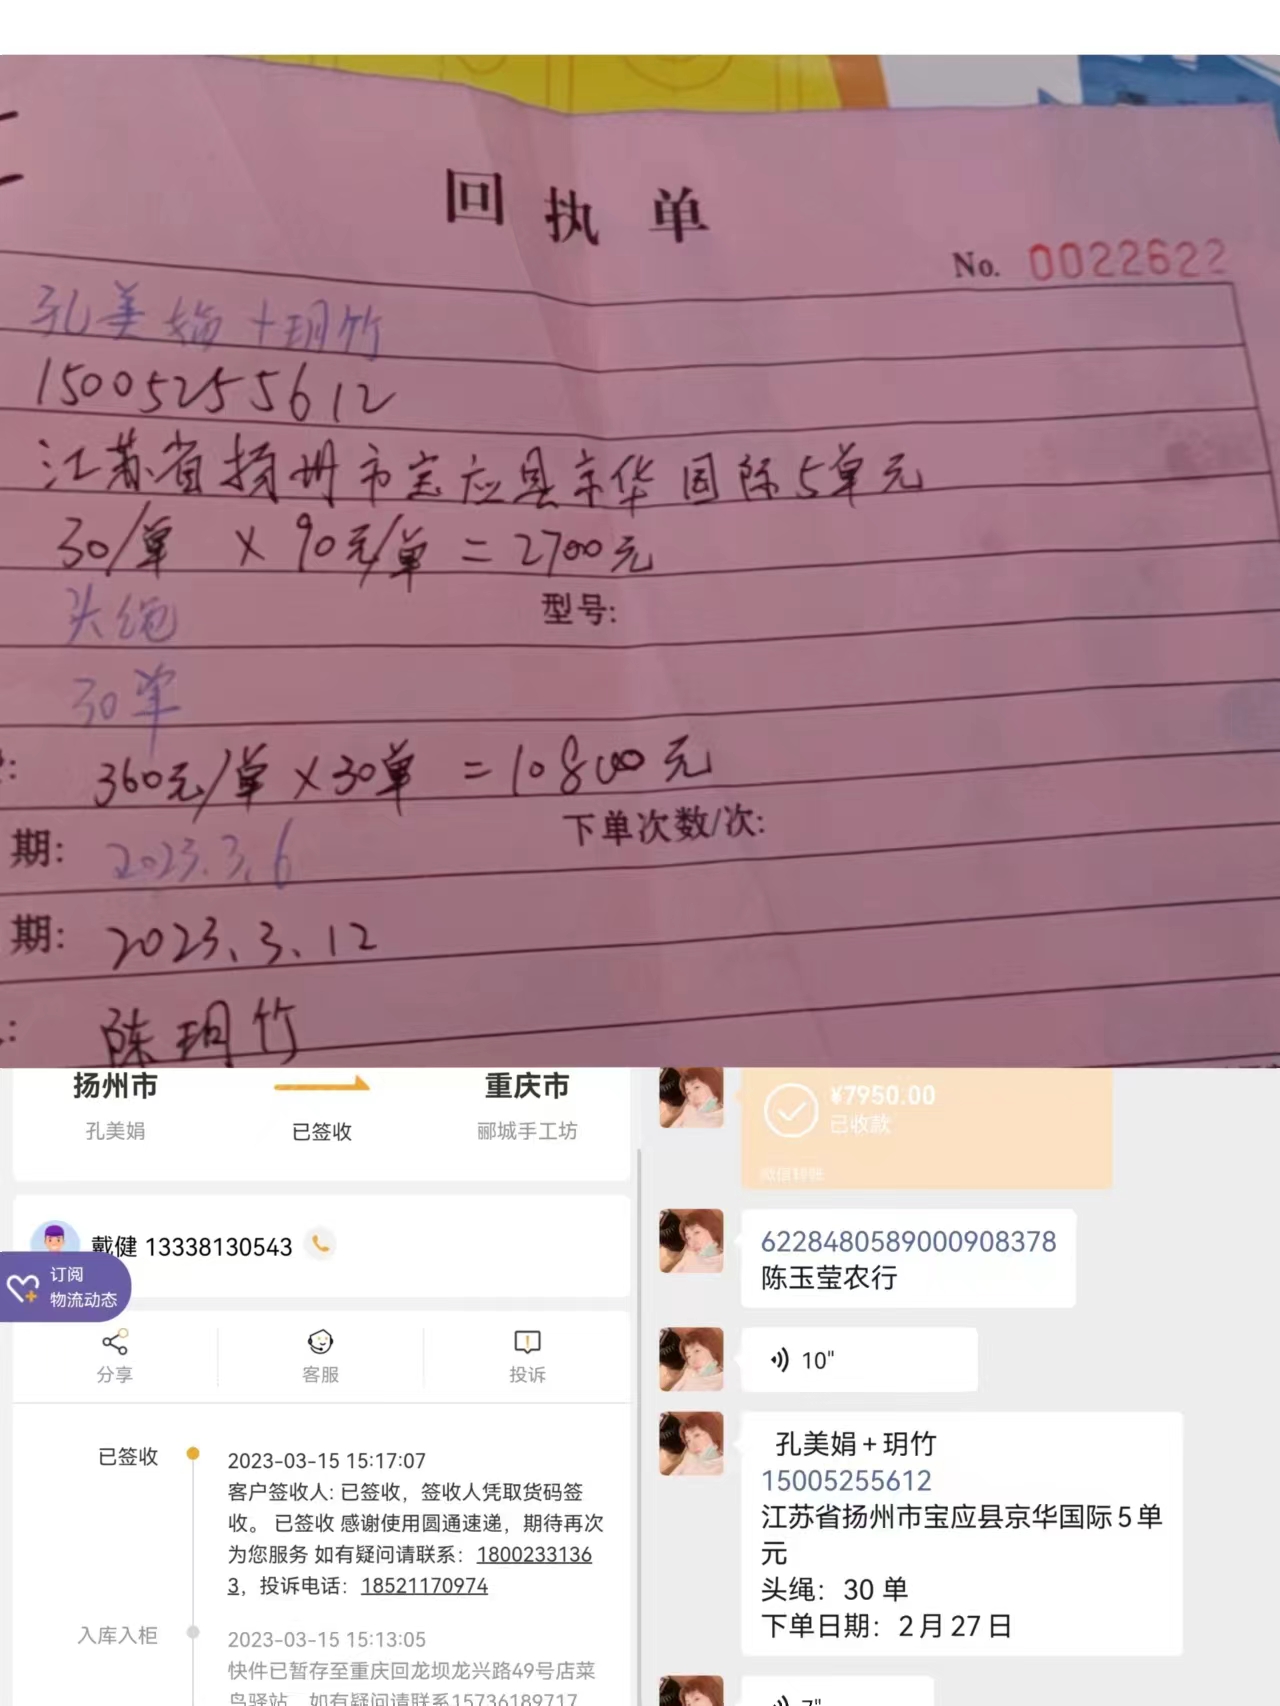 回执单
No. 0022622
孔美娟+玥竹
15005255612
江苏省扬州市宝应县京华国际5单元
30/单 × 90元/单 = 2700元
头绳
型号:
30单
360元/单×30单 = 10800元
期: 2023.3.6
下单次数/次:
期: 2023.3.12
陈玥竹
扬州市
重庆市
孔美娟
已签收
郦城手工坊
戴健 13338130543
订阅
物流动态
分享
客服
投诉
已签收
2023-03-15 15:17:07
客户签收人: 已签收，签收人凭取货码签
收。 已签收 感谢使用圆通速递，期待再次
为您服务 如有疑问请联系：1800233136
3，投诉电话：18521170974
入库入柜
2023-03-15 15:13:05
快件已暂存至重庆回龙坝龙兴路49号店菜
鸟驿站，如有疑问请联系15736189717
¥7950.00
已收款
微信转账
6228480589000908378
陈玉莹农行
10"
孔美娟+玥竹
15005255612
江苏省扬州市宝应县京华国际5单
元
头绳：30 单
下单日期：2月27日
7"